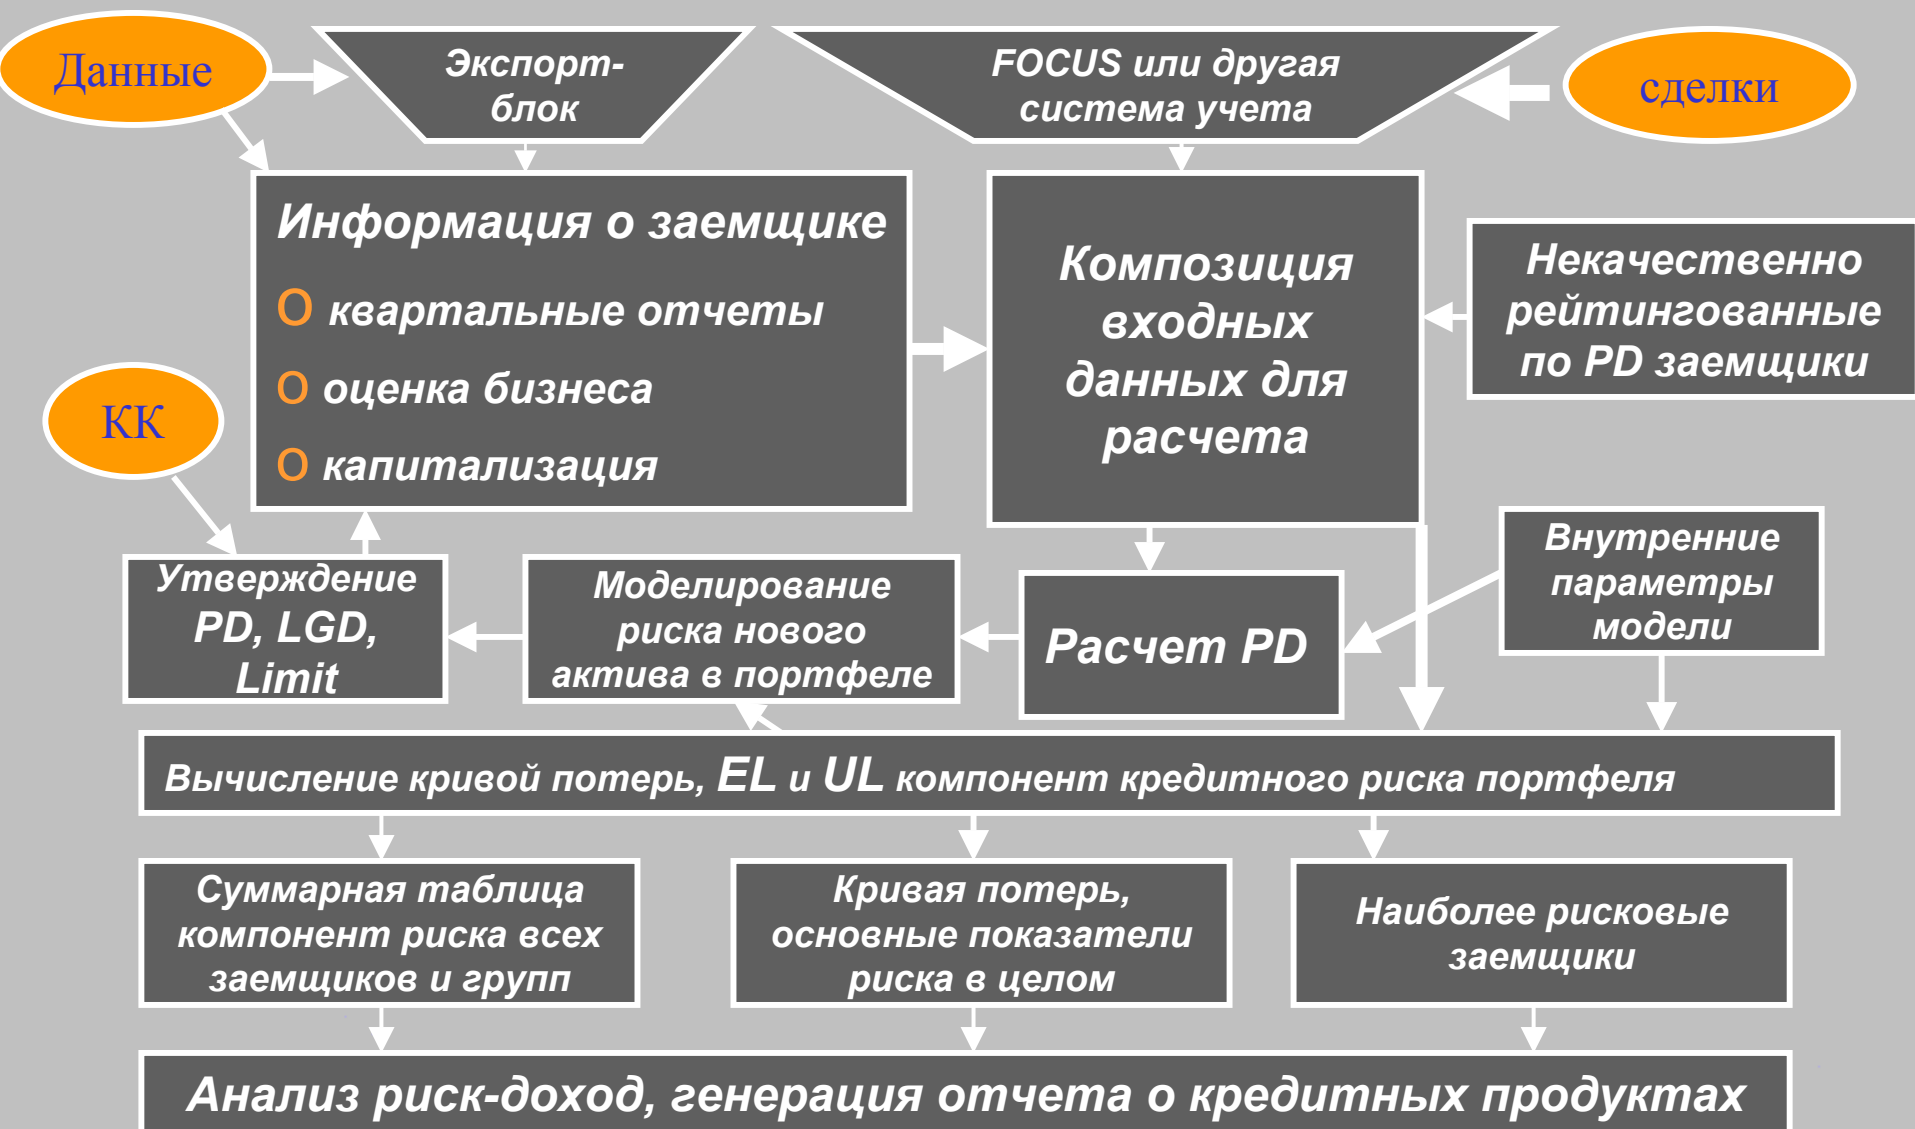 Данные
Экспорт-
блок
FOCUS или другая
система учета
сделки
Информация о заемщике
o квартальные отчеты
o оценка бизнеса
o капитализация
Композиция
входных
данных для
расчета
Некачественно
рейтингованные
по PD заемщики
КК
Утверждение
PD, LGD,
Limit
Моделирование
риска нового
актива в портфеле
Расчет PD
Внутренние
параметры
модели
Вычисление кривой потерь, EL и UL компонент кредитного риска портфеля
Суммарная таблица
компонент риска всех
заемщиков и групп
Кривая потерь,
основные показатели
риска в целом
Наиболее рисковые
заемщики
Анализ риск-доход, генерация отчета о кредитных продуктах